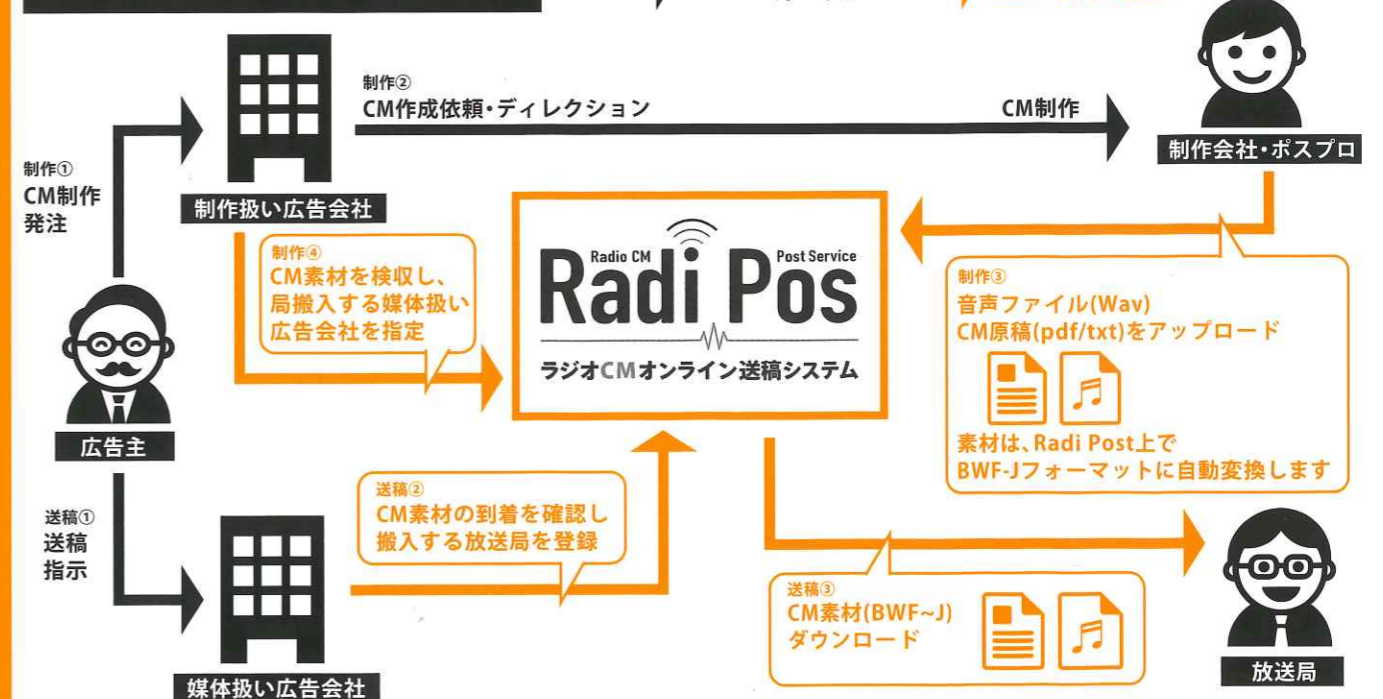 制作①
CM制作
発注
制作扱い広告会社
制作②
CM作成依頼・ディレクション
CM制作
制作会社・ポスプロ
制作④
CM素材を検収し、
局搬入する媒体扱い
広告会社を指定
Radio CM
Post Service
Radi Pos
ラジオCMオンライン送稿システム
制作③
音声ファイル(Wav)
CM原稿(pdf/txt)をアップロード
素材は、Radi Post上で
BWF-Jフォーマットに自動変換します
広告主
送稿①
送稿
指示
媒体扱い広告会社
送稿②
CM素材の到着を確認し
搬入する放送局を登録
送稿③
CM素材(BWF~J)
ダウンロード
放送局